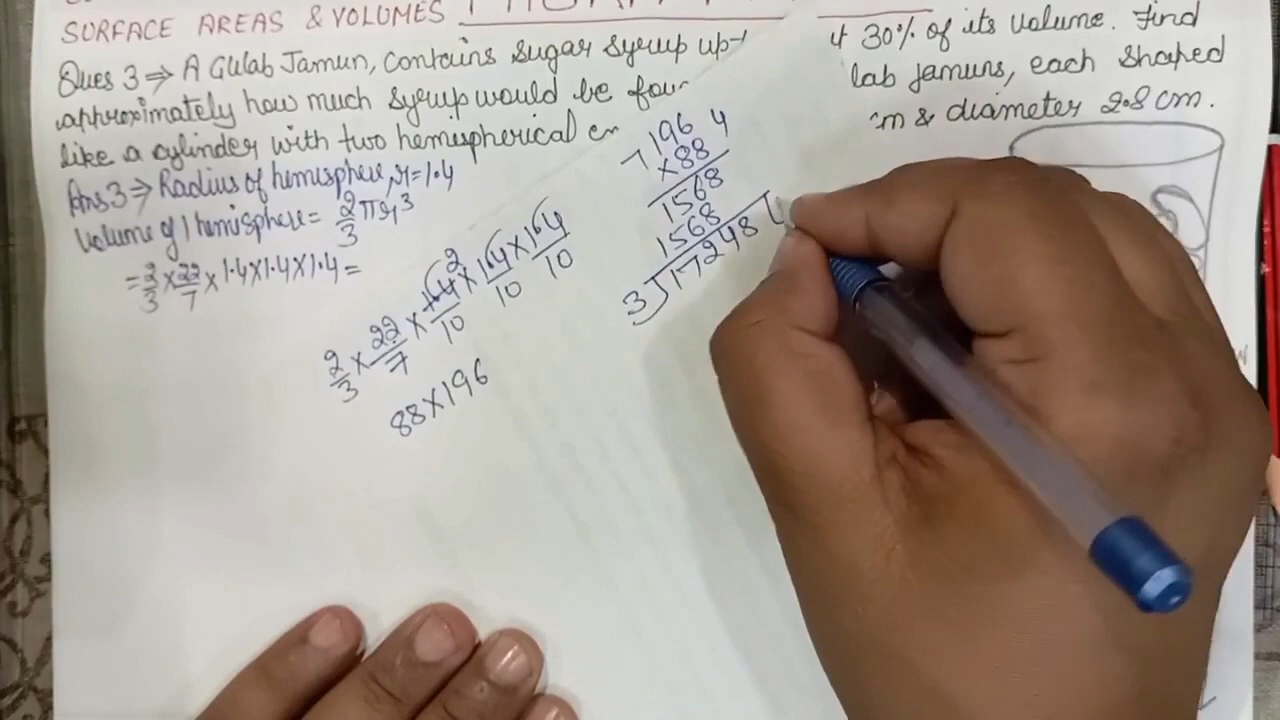 SURFACE AREAS & VOLUMES
Ques 3 ⇒ A Gulab Jamun, contains sugar syrup up-t
4 30% of its volume. Find
approximately how much syrup would be fou
lab jamuns, each shaped
like a cylinder with two hemispherical en
m & diameter 2.8 cm.
Ans 3 ⇒ Radius of hemisphere, r = 1.4
Volume of 1 hemisphere = 2/3 πr³
= 2/3 × 22/7 × 1.4 × 1.4 × 1.4 =
2/3 × 22/7 × 14/10 × 14/10 × 14/10
2
88 × 196
196 4
× 88
1568
1568
3 17248